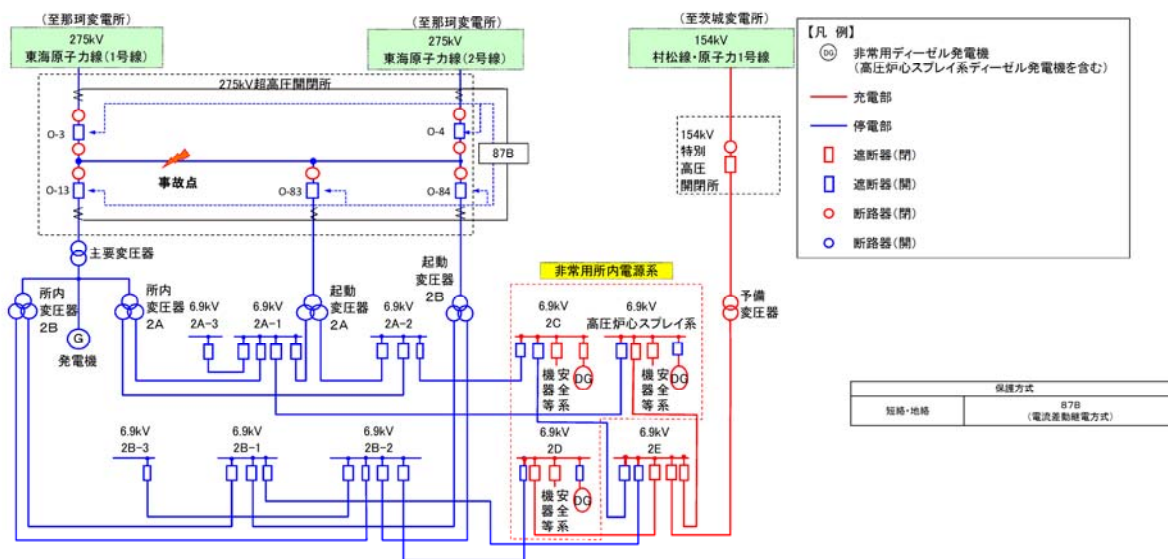 (至那珂変電所)
275kV
東海原子力線(1号線)
(至那珂変電所)
275kV
東海原子力線(2号線)
(至茨城変電所)
154kV
村松線・原子力1号線
【凡 例】
DG
非常用ディーゼル発電機
(高圧炉心スプレイ系ディーゼル発電機を含む)
充電部
停電部
遮断器(閉)
遮断器(開)
断路器(閉)
断路器(開)
275kV超高圧開閉所
O-3
O-4
87B
事故点
O-13
O-83
O-84
154kV
特別
高圧
開閉所
主要変圧器
所内
変圧器
2B
G
発電機
所内
変圧器
2A
起動
変圧器
2A
起動
変圧器
2B
予備
変圧器
非常用所内電源系
6.9kV
2A-3
6.9kV
2A-1
6.9kV
2A-2
6.9kV
2C
安全系
機器等
DG
6.9kV
高圧炉心スプレイ系
安全系
機器等
DG
6.9kV
2B-3
6.9kV
2B-1
6.9kV
2B-2
6.9kV
2D
安全系
機器等
DG
6.9kV
2E
保護方式
短絡・地絡
87B
(電流差動継電方式)